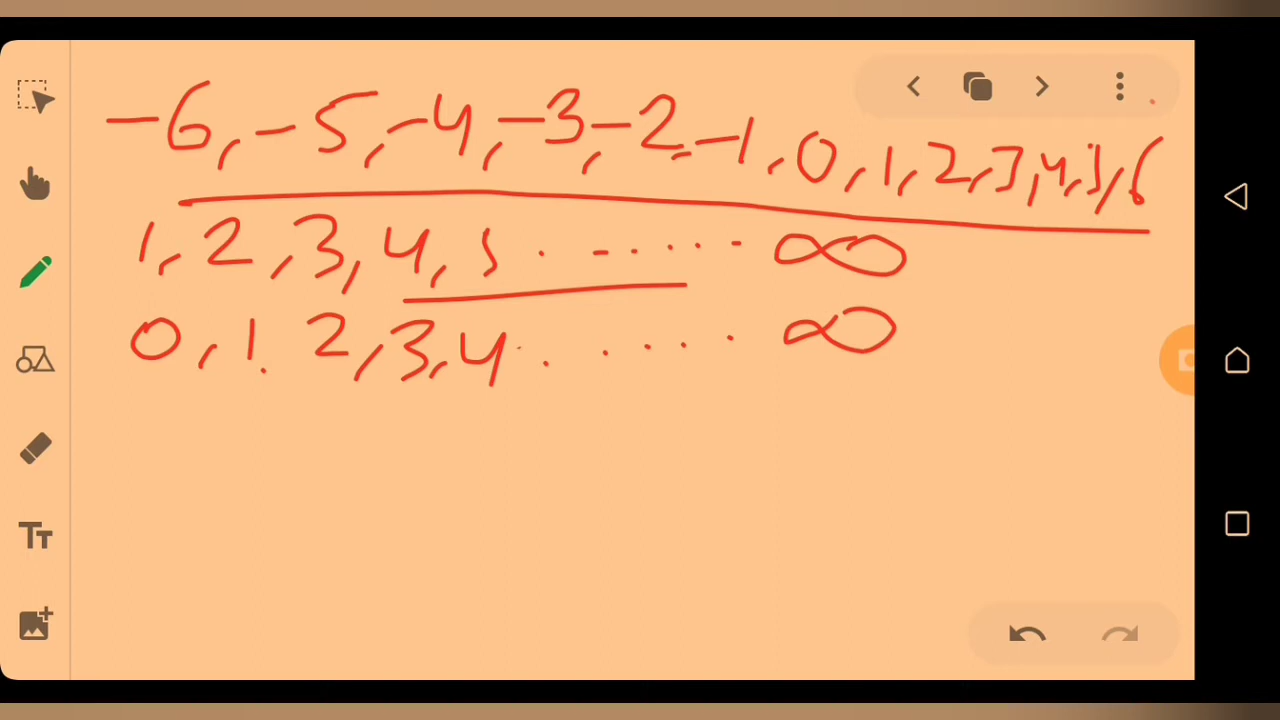 -6, -5, -4, -3, -2, -1, 0, 1, 2, 3, 4, 5, 6
1, 2, 3, 4, 5 . ..... ∞
0, 1. 2, 3, 4 . ..... ∞
Tт